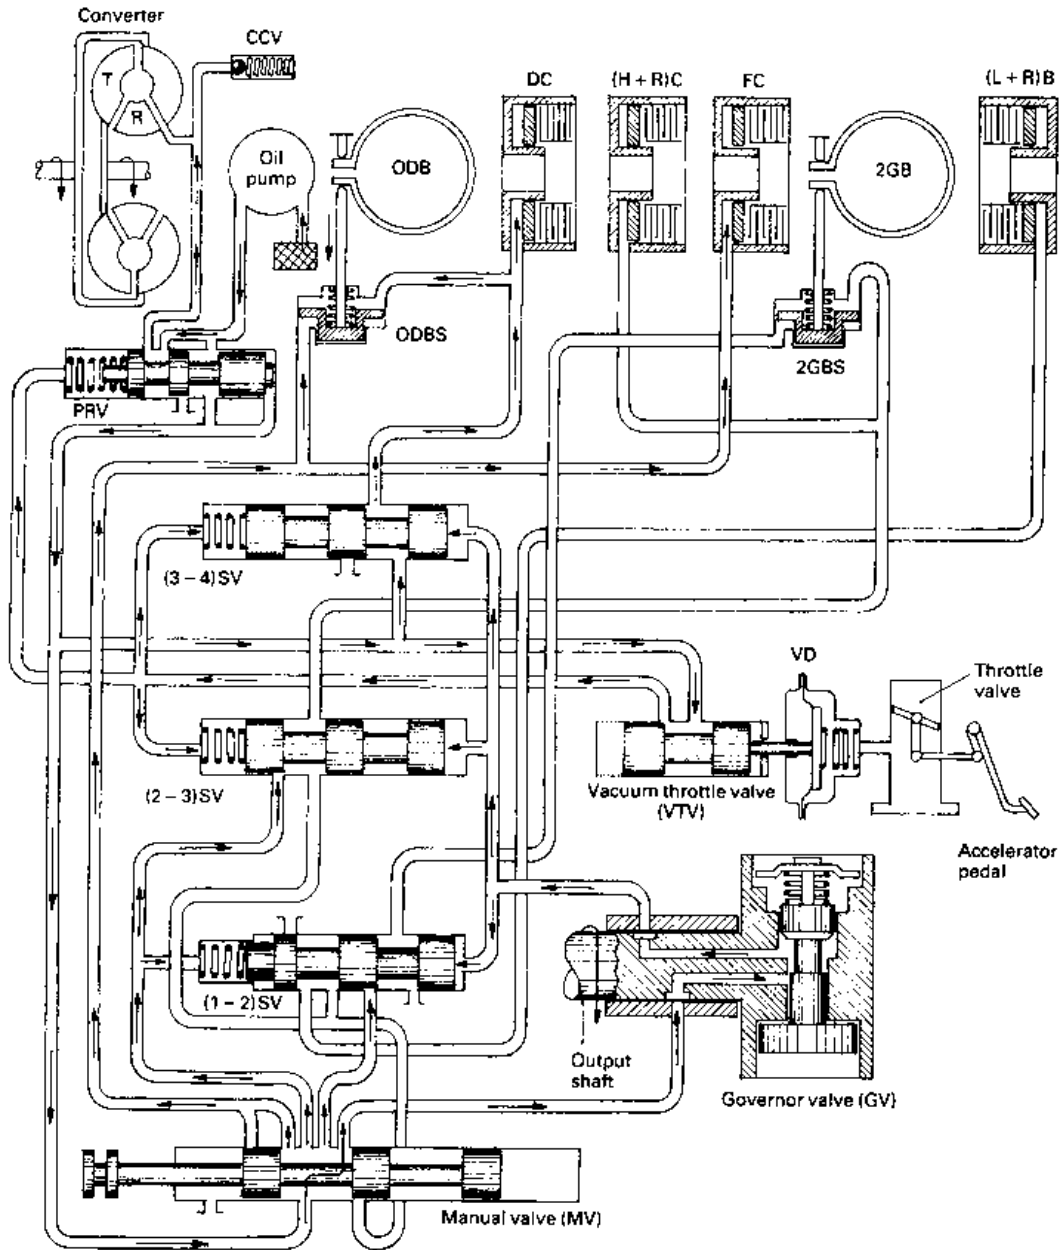 Converter
CCV
T
R
Oil
pump
ODB
DC
(H + R)C
FC
(L + R)B
2GB
ODBS
2GBS
PRV
(3 – 4)SV
VD
Throttle
valve
(2 – 3)SV
Vacuum throttle valve
(VTV)
Accelerator
pedal
(1 – 2)SV
Output
shaft
Governor valve (GV)
Manual valve (MV)